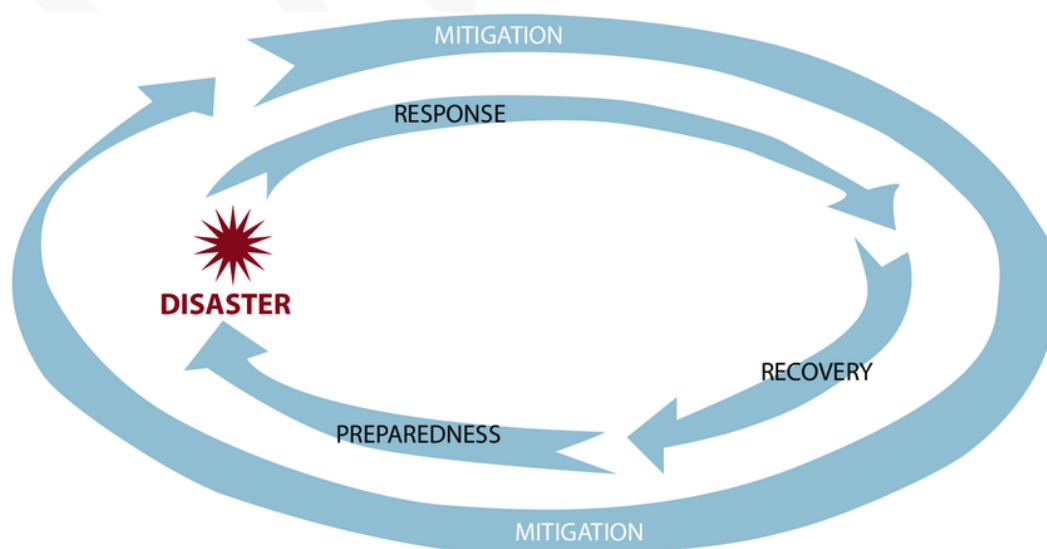 MITIGATION
RESPONSE
DISASTER
RECOVERY
PREPAREDNESS
MITIGATION